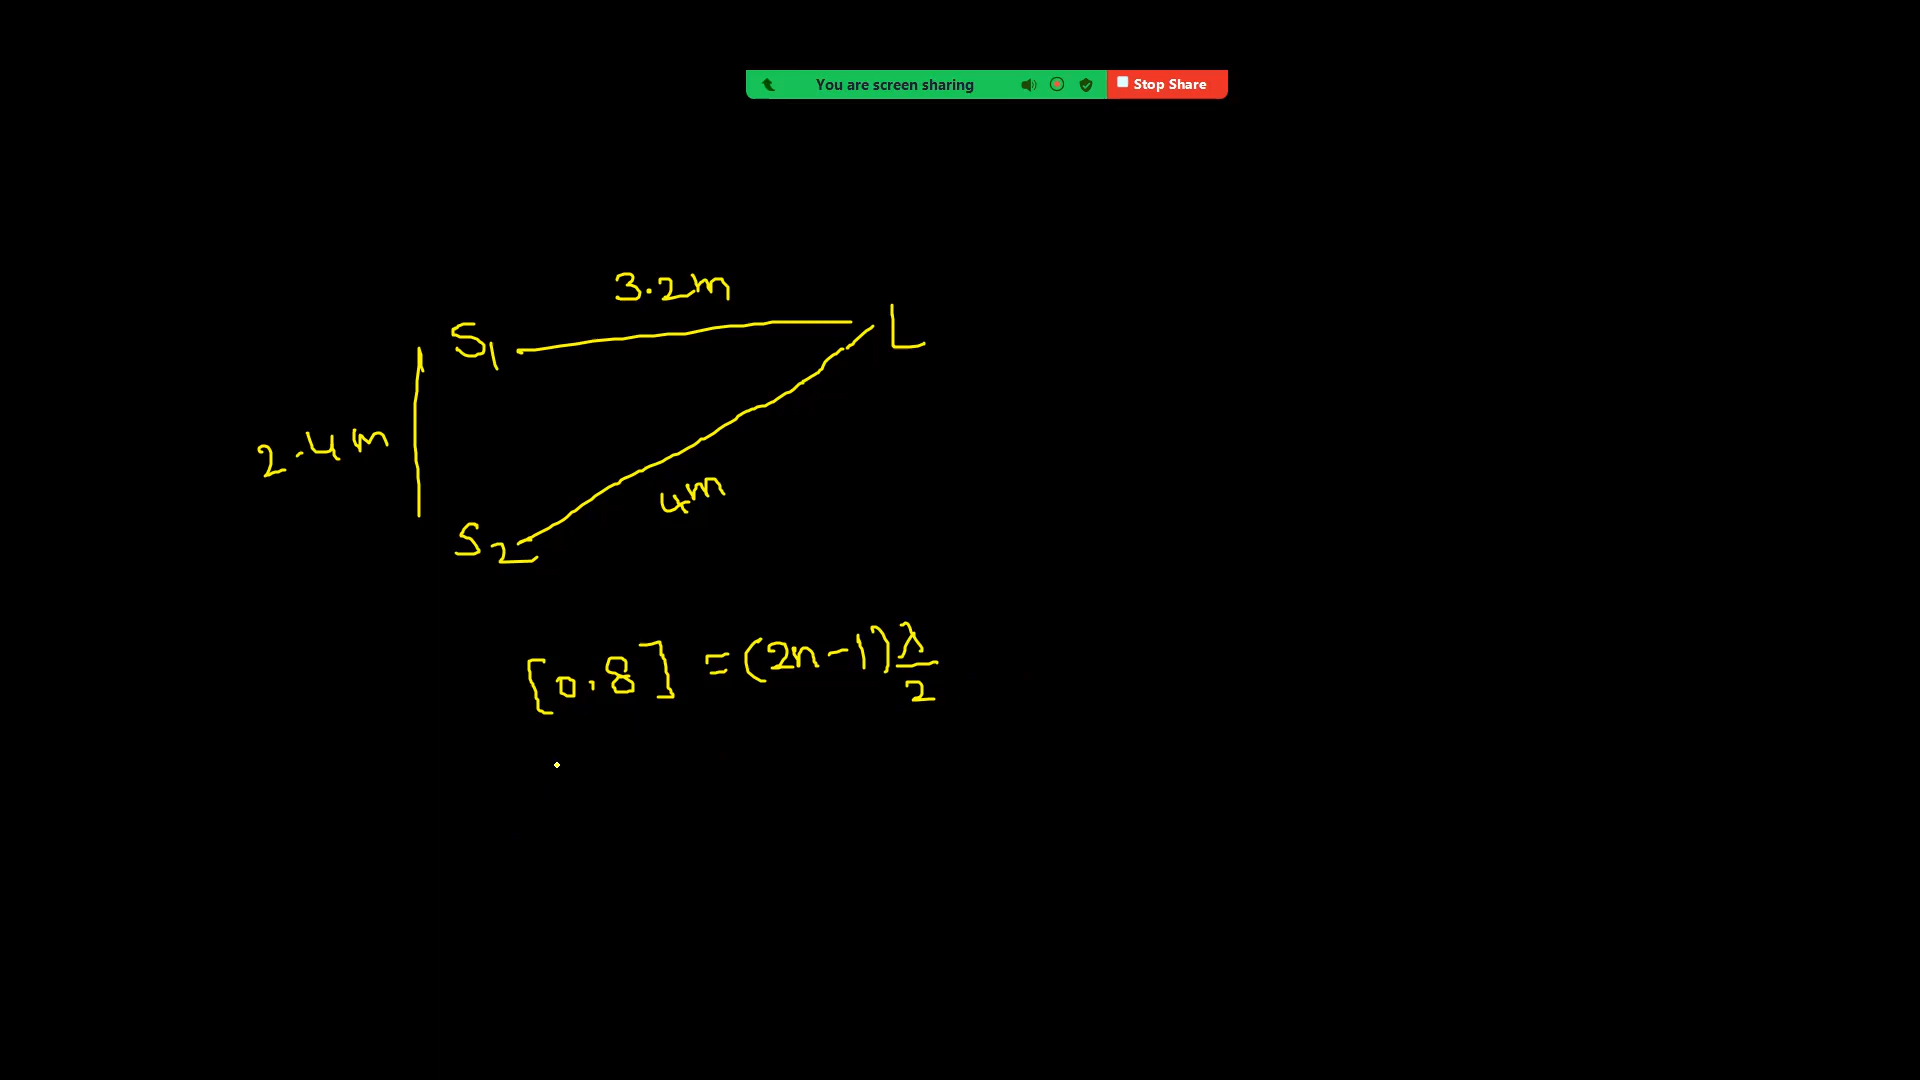 You are screen sharing
Stop Share
3.2m
S1
L
2.4m
4m
S2
[0.8] = (2n-1) λ/2